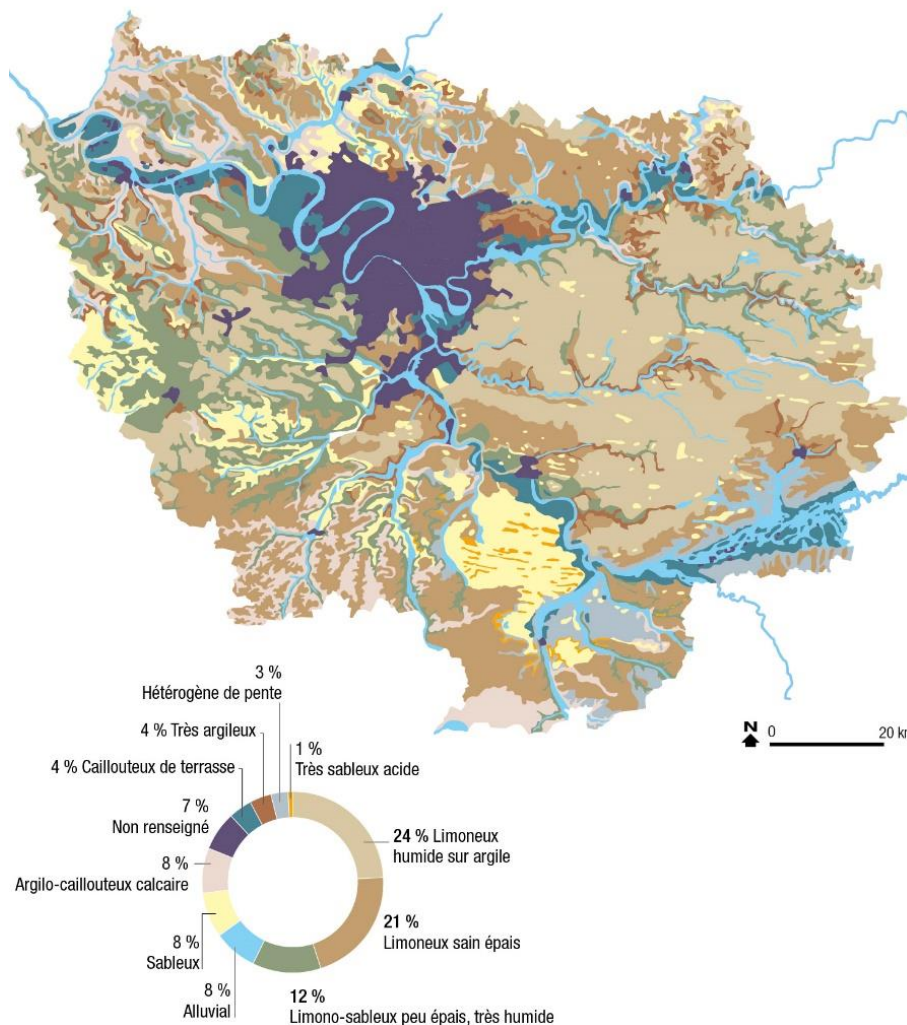 N
0
20 km
3 %
Hétérogène de pente
4 % Très argileux
1 %
Très sableux acide
4 % Caillouteux de terrasse
7 %
Non renseigné
24 % Limoneux
humide sur argile
8 %
Argilo-caillouteux calcaire
21 %
Limoneux sain épais
8 %
Sableux
8 %
Alluvial
12 %
Limono-sableux peu épais, très humide